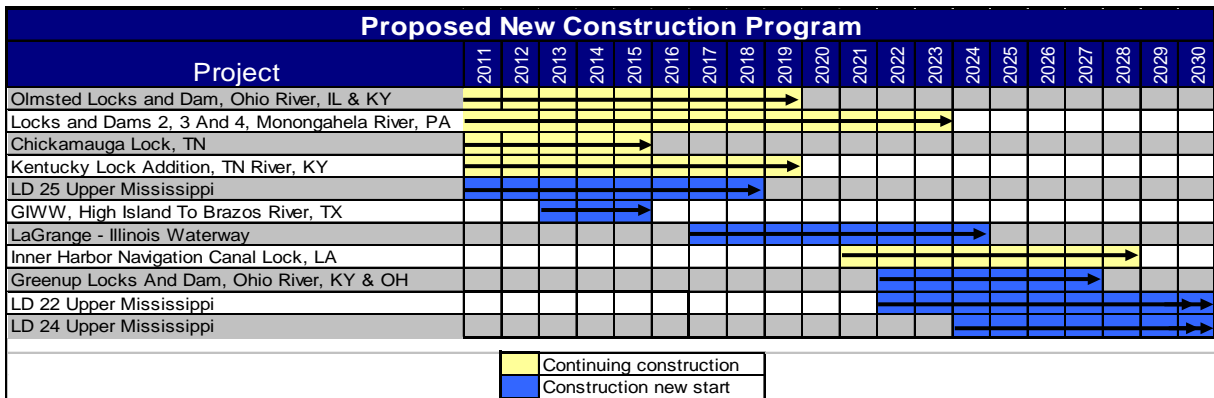 Proposed New Construction Program
Project 2011 2012 2013 2014 2015 2016 2017 2018 2019 2020 2021 2022 2023 2024 2025 2026 2027 2028 2029 2030
Olmsted Locks and Dam, Ohio River, IL & KY
Locks and Dams 2, 3 And 4, Monongahela River, PA
Chickamauga Lock, TN
Kentucky Lock Addition, TN River, KY
LD 25 Upper Mississippi
GIWW, High Island To Brazos River, TX
LaGrange - Illinois Waterway
Inner Harbor Navigation Canal Lock, LA
Greenup Locks And Dam, Ohio River, KY & OH
LD 22 Upper Mississippi
LD 24 Upper Mississippi
Continuing construction
Construction new start